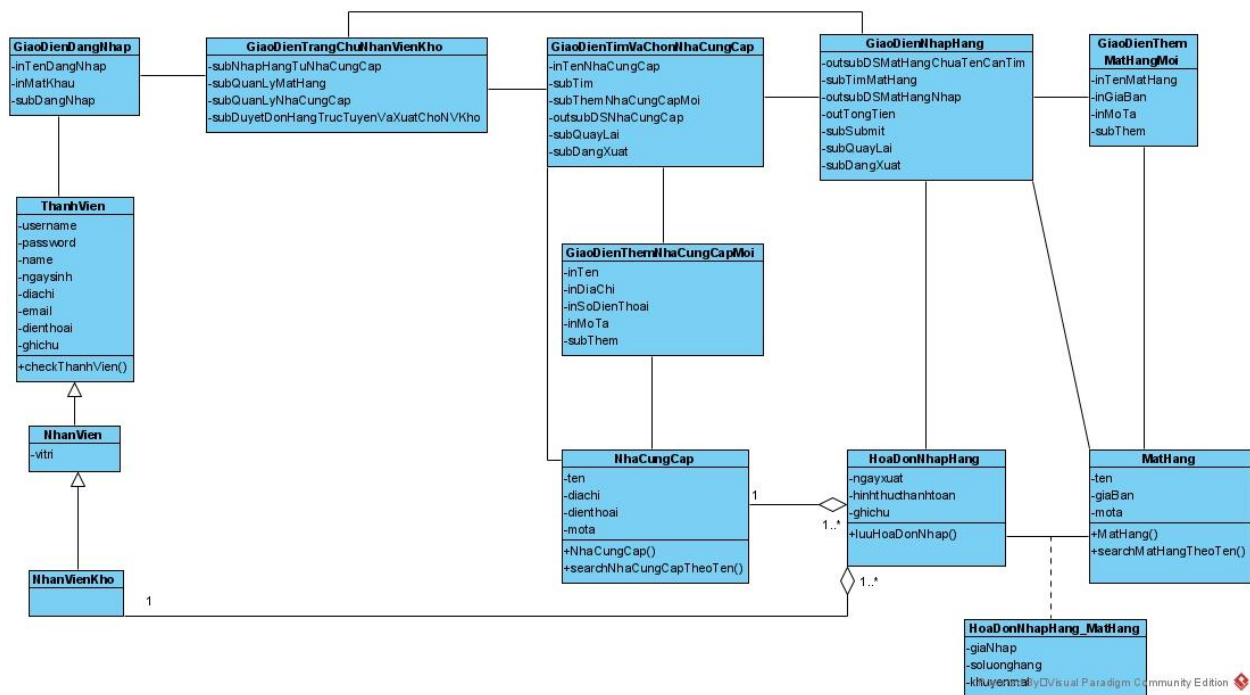 GiaoDienDangNhap
-inTenDangNhap
-inMatKhau
-subDangNhap
GiaoDienTrangChuNhanVienKho
-subNhapHangTuNhaCungCap
-subQuanLyMatHang
-subQuanLyNhaCungCap
-subDuyetDonHangTrucTuyenVaXuatChoNVKho
GiaoDienTimVaChonNhaCungCap
-inTenNhaCungCap
-subTim
-subThemNhaCungCapMoi
-outsubDSNhaCungCap
-subQuayLai
-subDangXuat
GiaoDienNhapHang
-outsubDSMatHangChuaTenCanTim
-subTimMatHang
-outsubDSMatHangNhap
-outTongTien
-subSubmit
-subQuayLai
-subDangXuat
GiaoDienThem
MatHangMoi
-inTenMatHang
-inGiaBan
-inMoTa
-subThem
ThanhVien
-username
-password
-name
-ngaysinh
-diachi
-email
-dienthoai
-ghichu
+checkThanhVien()
GiaoDienThemNhaCungCapMoi
-inTen
-inDiaChi
-inSoDienThoai
-inMoTa
-subThem
NhanVien
-vitri
NhaCungCap
-ten
-diachi
-dienthoai
-mota
+NhaCungCap()
+searchNhaCungCapTheoTen()
1
1..*
HoaDonNhapHang
-ngayxuat
-hinhthucthanhtoan
-ghichu
+luuHoaDonNhap()
MatHang
-ten
-giaBan
-mota
+MatHang()
+searchMatHangTheoTen()
NhanVienKho
1
1..*
HoaDonNhapHang_MatHang
-giaNhap
-soluonghang
-khuyenmai
Visual Paradigm Community Edition